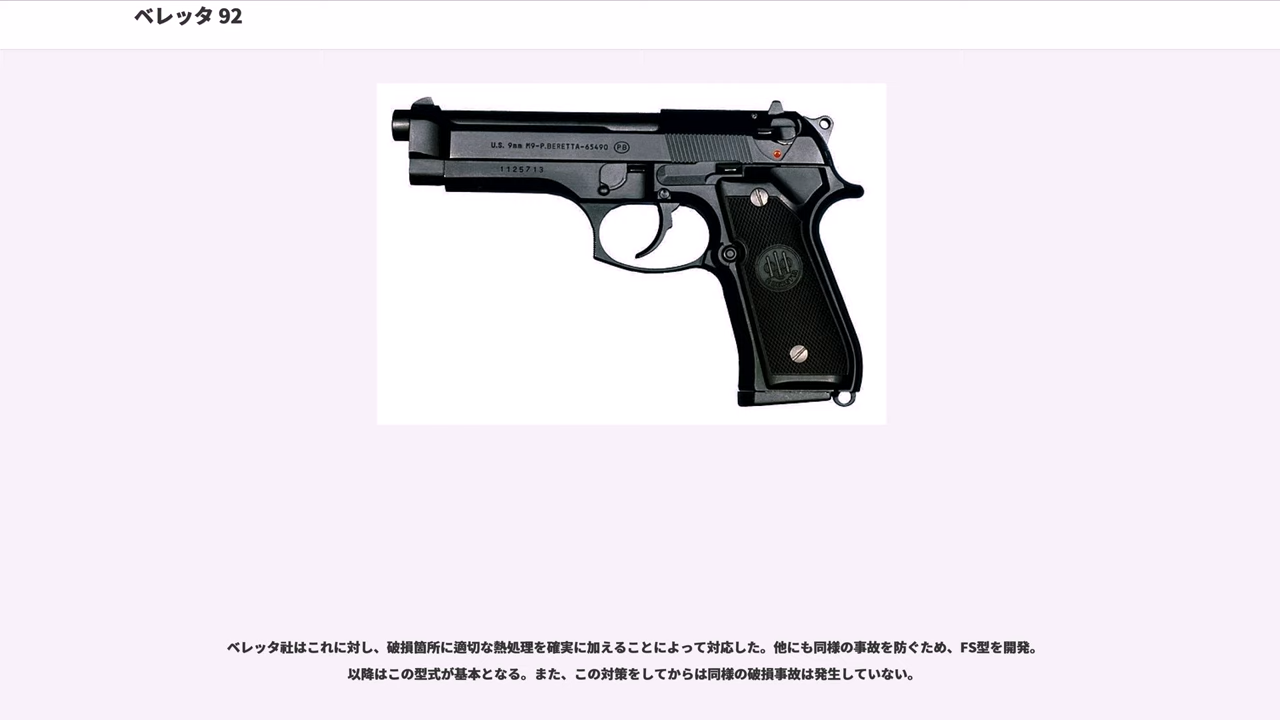 ベレッタ 92
U.S. 9mm M9-P.BERETTA-65490 PB
1125713
ベレッタ社はこれに対し、破損箇所に適切な熱処理を確実に加えることによって対応した。他にも同様の事故を防ぐため、FS型を開発。
以降はこの型式が基本となる。また、この対策をしてからは同様の破損事故は発生していない。